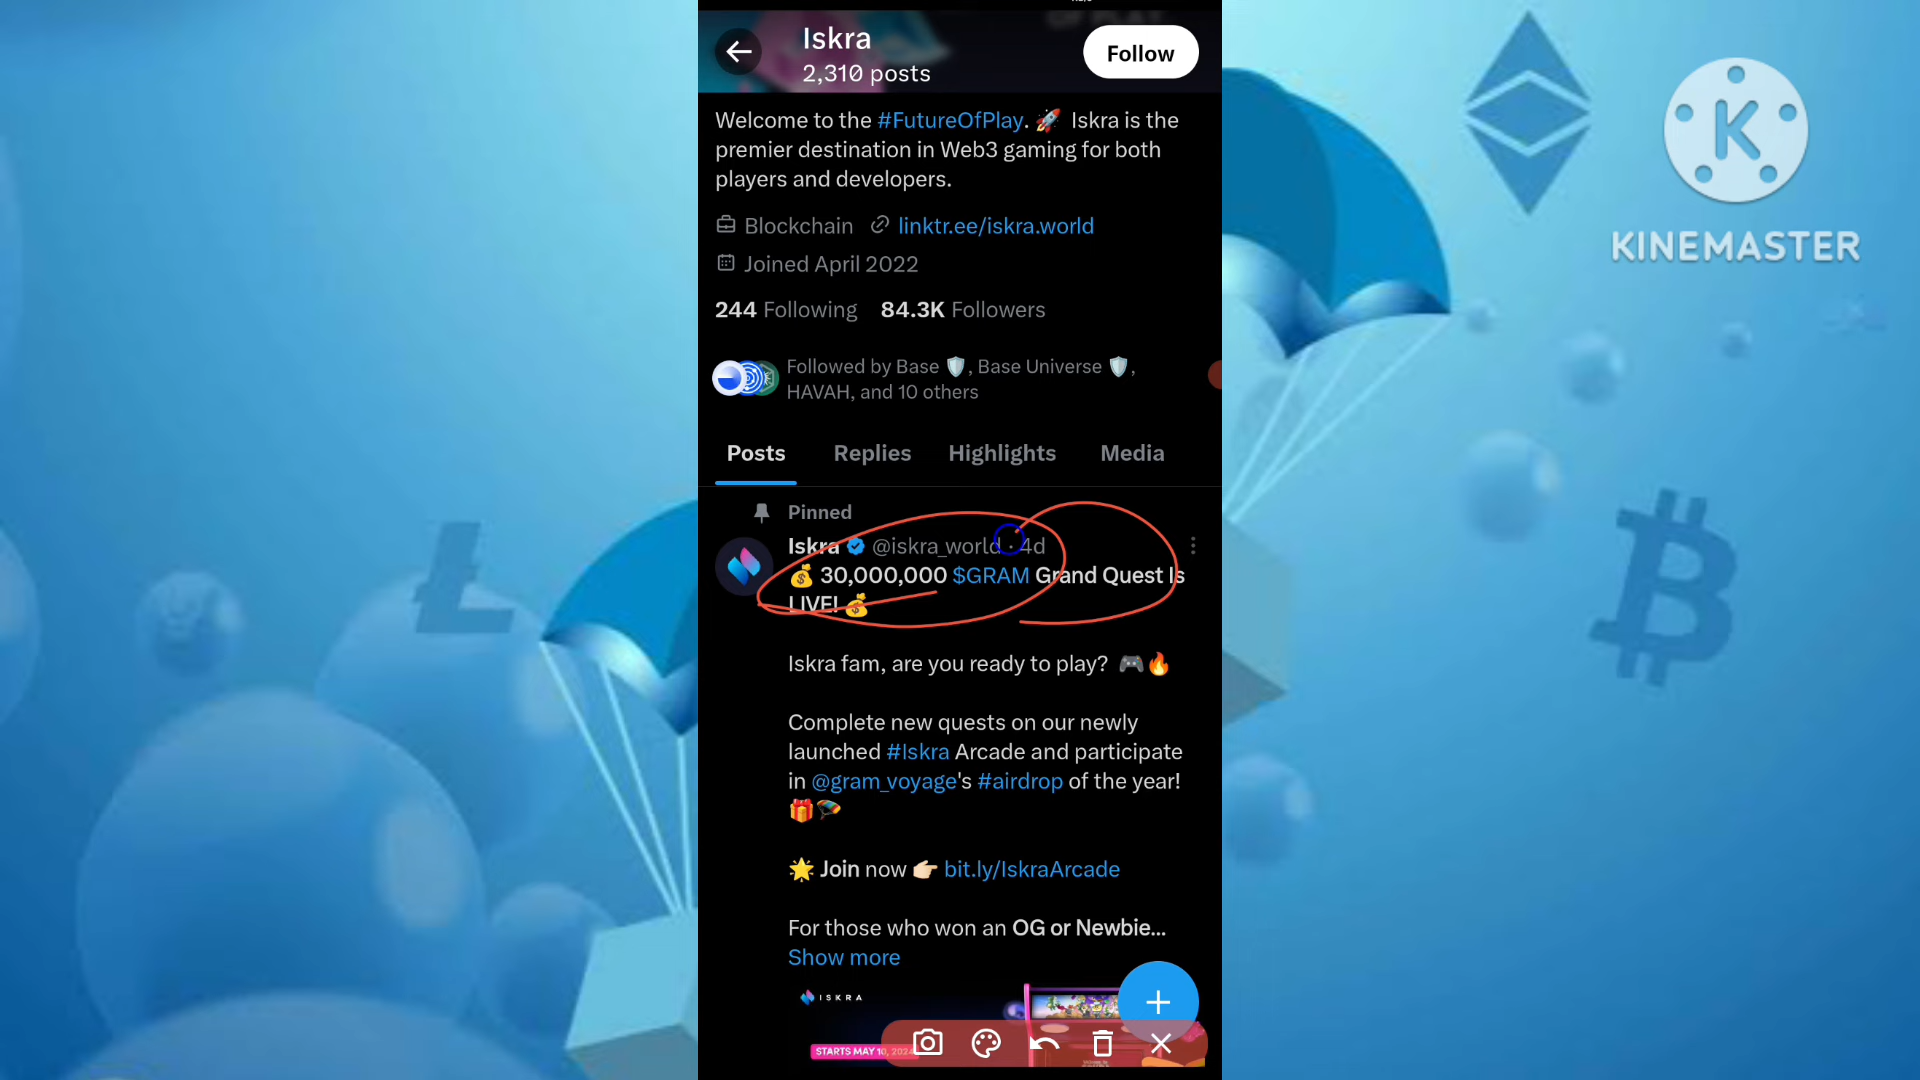 Iskra
2,310 posts
Follow
Welcome to the #FutureOfPlay. 🚀 Iskra is the
premier destination in Web3 gaming for both
players and developers.
Blockchain linktr.ee/iskra.world
Joined April 2022
244 Following 84.3K Followers
Followed by Base 🛡️, Base Universe 🛡️,
HAVAH, and 10 others
Posts Replies Highlights Media
Pinned
Iskra @iskra_world · 4d
💰 30,000,000 $GRAM Grand Quest Is
LIVE! 💰
Iskra fam, are you ready to play? 🎮🔥
Complete new quests on our newly
launched #Iskra Arcade and participate
in @gram_voyage's #airdrop of the year!
🎁🪂
🌟 Join now 👉🏻 bit.ly/IskraArcade
For those who won an OG or Newbie...
Show more
ISKRA
STARTS MAY 10, 2024
K
KINEMASTER